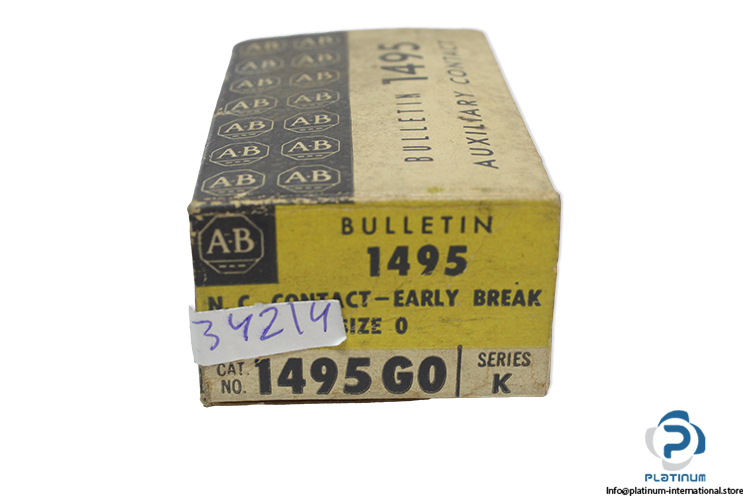 A-B A-B
A-B A-B
A-B A-B
A-B A-B
A-B A-B
A-B A-B
A-B A-B
BULLETIN 1495
AUXILIARY CONTACT
A-B
BULLETIN
1495
N.C. CONTACT-EARLY BREAK
SIZE 0
34214
CAT. NO. 1495 GO
SERIES K
PLATINUM
Info@platinum-international.store